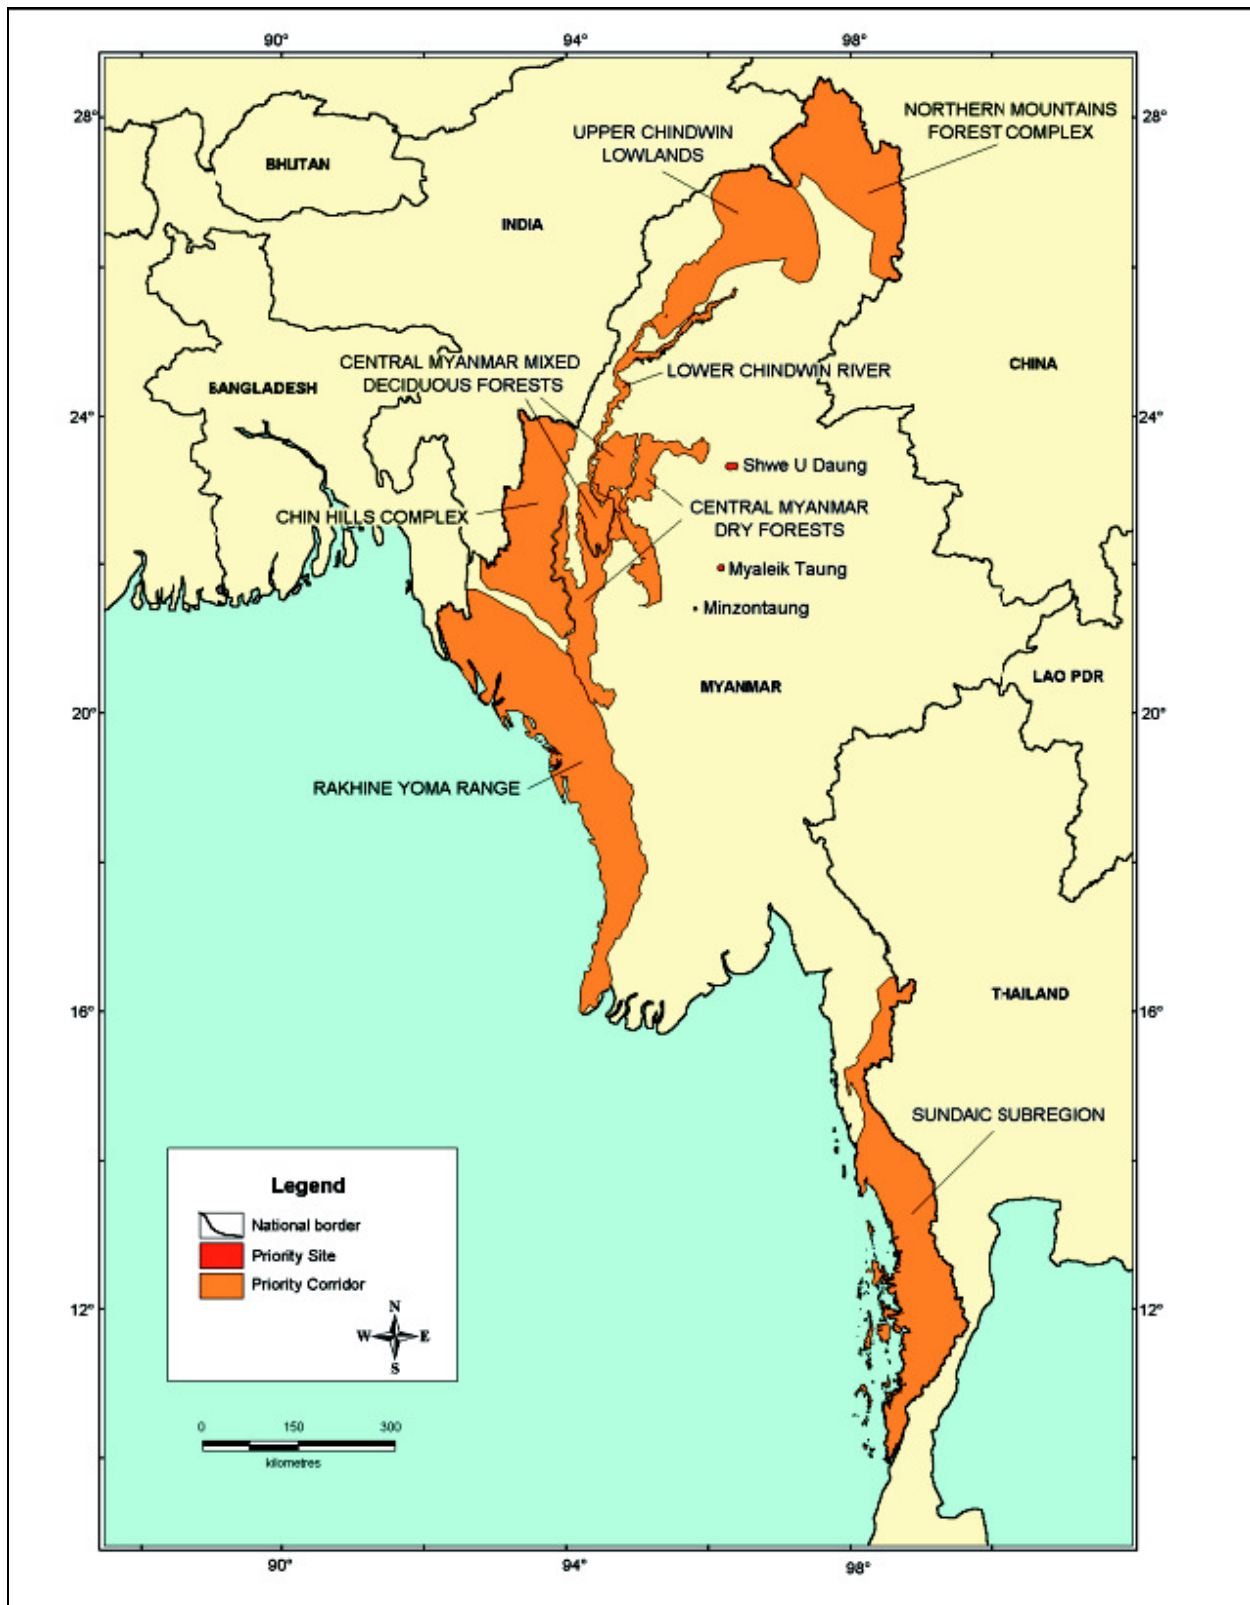 90°
94°
98°
28°
28°
NORTHERN MOUNTAINS
FOREST COMPLEX
UPPER CHINDWIN
LOWLANDS
BHUTAN
INDIA
CENTRAL MYANMAR MIXED
DECIDUOUS FORESTS
LOWER CHINDWIN RIVER
CHINA
BANGLADESH
24°
24°
Shwe U Daung
CHIN HILLS COMPLEX
CENTRAL MYANMAR
DRY FORESTS
Myaleik Taung
Minzontaung
MYANMAR
LAO PDR
20°
20°
RAKHINE YOMA RANGE
THAILAND
16°
16°
SUNDAIC SUBREGION
Legend
National border
Priority Site
Priority Corridor
N
W
E
S
12°
12°
0
150
300
kilometres
90°
94°
98°